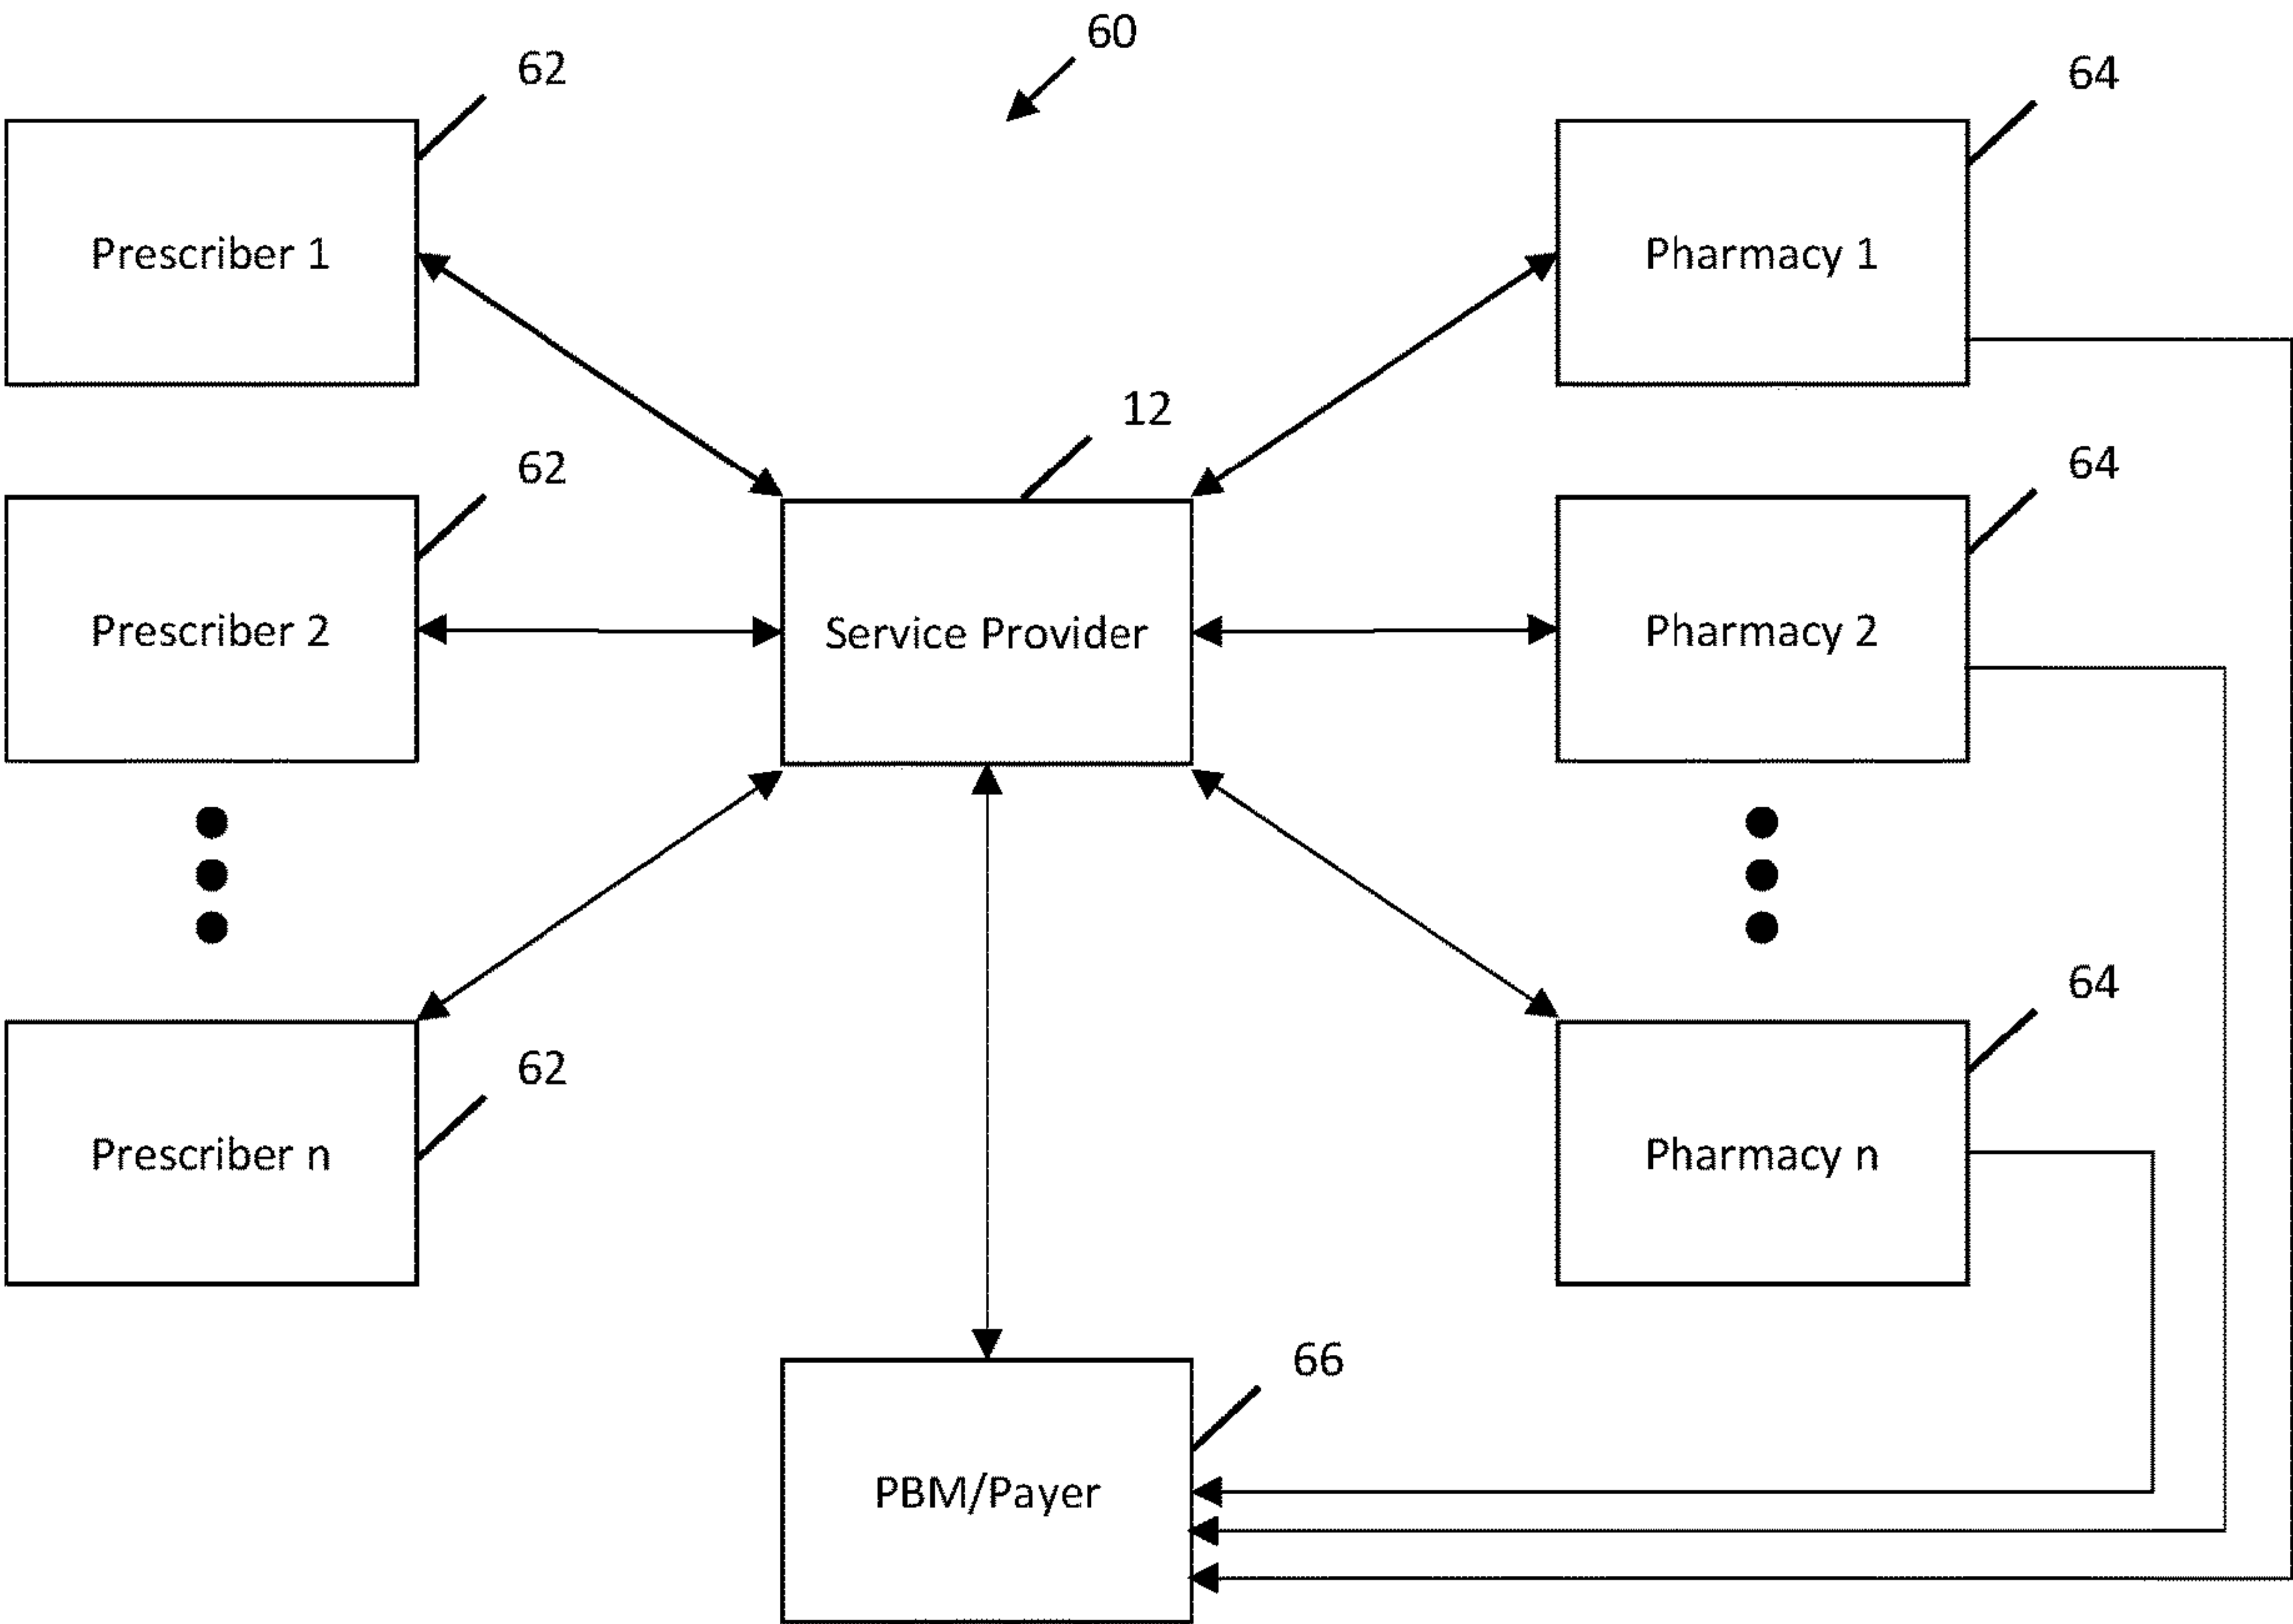 60
62
64
Prescriber 1
Pharmacy 1
12
62
64
Prescriber 2
Service Provider
Pharmacy 2
64
62
Prescriber n
Pharmacy n
66
PBM/Payer